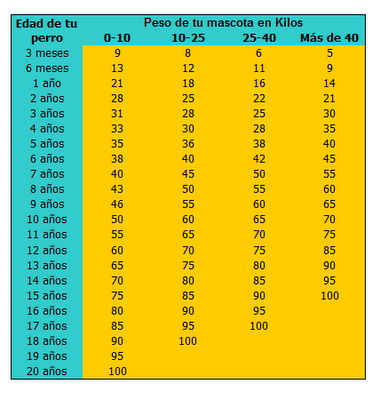 Edad de tu perro Peso de tu mascota en Kilos
0-10 10-25 25-40 Más de 40
3 meses 9 8 6 5
6 meses 13 12 11 9
1 año 21 18 16 14
2 años 28 25 22 21
3 años 31 28 25 30
4 años 33 30 28 35
5 años 35 36 38 40
6 años 38 40 42 45
7 años 40 45 50 55
8 años 43 50 55 60
9 años 46 55 60 65
10 años 50 60 65 70
11 años 55 65 70 75
12 años 60 70 75 85
13 años 65 75 80 90
14 años 70 80 85 95
15 años 75 85 90 100
16 años 80 90 95
17 años 85 95 100
18 años 90 100
19 años 95
20 años 100